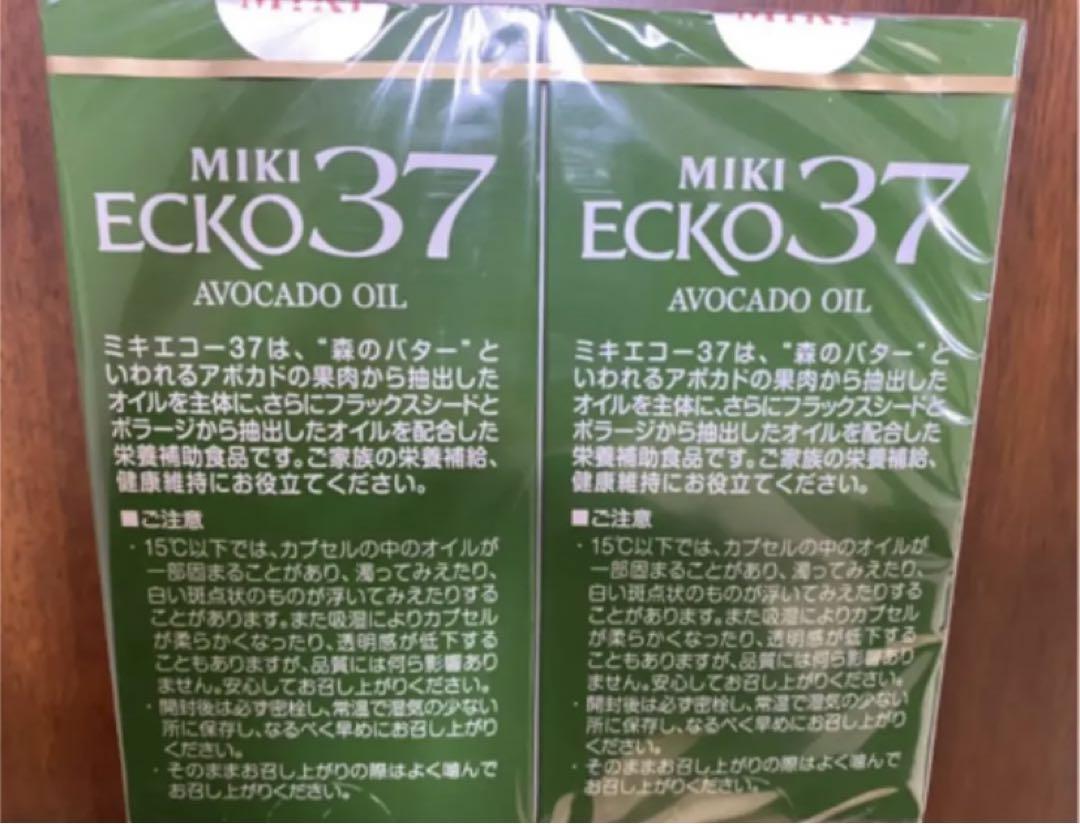 MIKI
MIKI
ECKO37
AVOCADO OIL
ミキエコー37は、“森のバター”と
いわれるアボカドの果肉から抽出した
オイルを主体に、さらにフラックスシードと
ボラージから抽出したオイルを配合した
栄養補助食品です。ご家族の栄養補給、
健康維持にお役立てください。
■ご注意
・15℃以下では、カプセルの中のオイルが
一部固まることがあり、濁ってみえたり、
白い斑点状のものが浮いてみえたりする
ことがあります。また吸湿によりカプセル
が柔らかくなったり、透明感が低下する
こともありますが、品質には何ら影響あり
ません。安心してお召し上がりください。
・開封後は必ず密栓し、常温で湿気の少ない
所に保存し、なるべく早めにお召し上がり
ください。
・そのままお召し上がりの際はよく噛んで
お召し上がりください。
MIKI
MIKI
ECKO37
AVOCADO OIL
ミキエコー37は、“森のバター”と
いわれるアボカドの果肉から抽出した
オイルを主体に、さらにフラックスシードと
ボラージから抽出したオイルを配合した
栄養補助食品です。ご家族の栄養補給、
健康維持にお役立てください。
■ご注意
・15℃以下では、カプセルの中のオイルが
一部固まることがあり、濁ってみえたり、
白い斑点状のものが浮いてみえたりする
ことがあります。また吸湿によりカプセル
が柔らかくなったり、透明感が低下する
こともありますが、品質には何ら影響あり
ません。安心してお召し上がりください。
・開封後は必ず密栓し、常温で湿気の少ない
所に保存し、なるべく早めにお召し上がり
ください。
・そのままお召し上がりの際はよく噛んで
お召し上がりください。